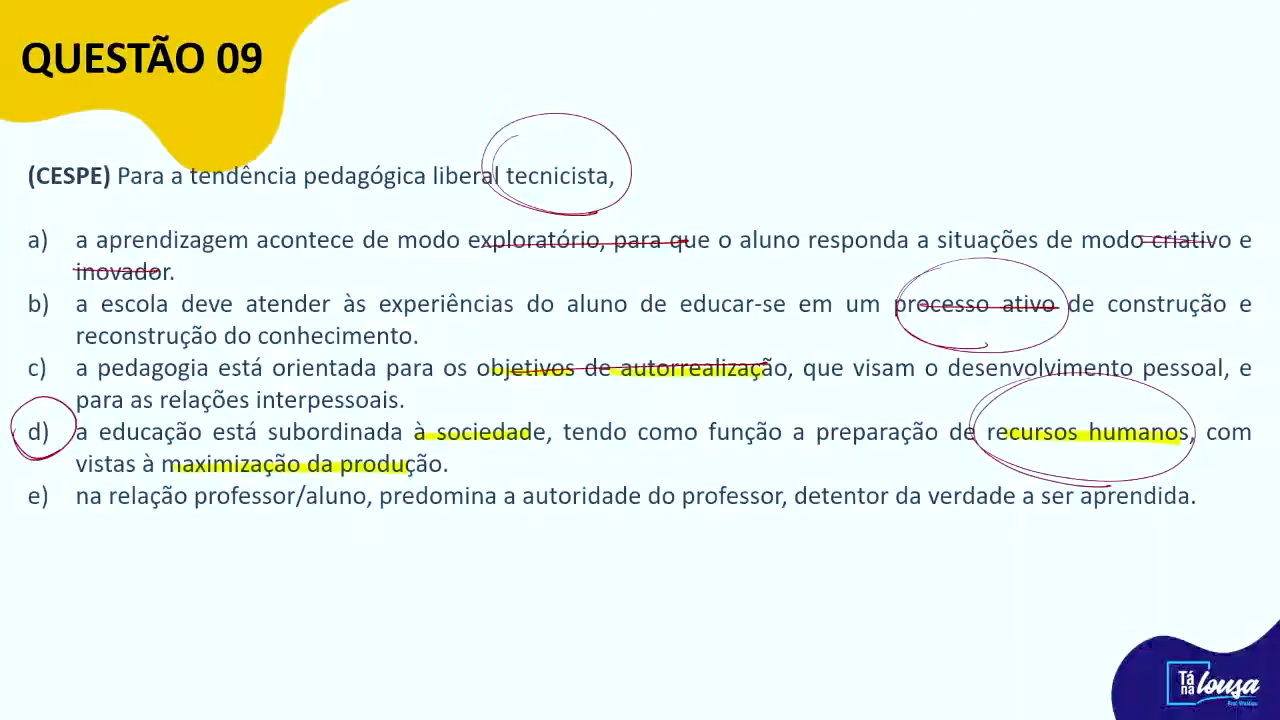 QUESTÃO 09
(CESPE) Para a tendência pedagógica liberal tecnicista,
a) a aprendizagem acontece de modo exploratório, para que o aluno responda a situações de modo criativo e
inovador.
b) a escola deve atender às experiências do aluno de educar-se em um processo ativo de construção e
reconstrução do conhecimento.
c) a pedagogia está orientada para os objetivos de autorrealização, que visam o desenvolvimento pessoal, e
para as relações interpessoais.
d) a educação está subordinada à sociedade, tendo como função a preparação de recursos humanos, com
vistas à maximização da produção.
e) na relação professor/aluno, predomina a autoridade do professor, detentor da verdade a ser aprendida.
Tá
na lousa